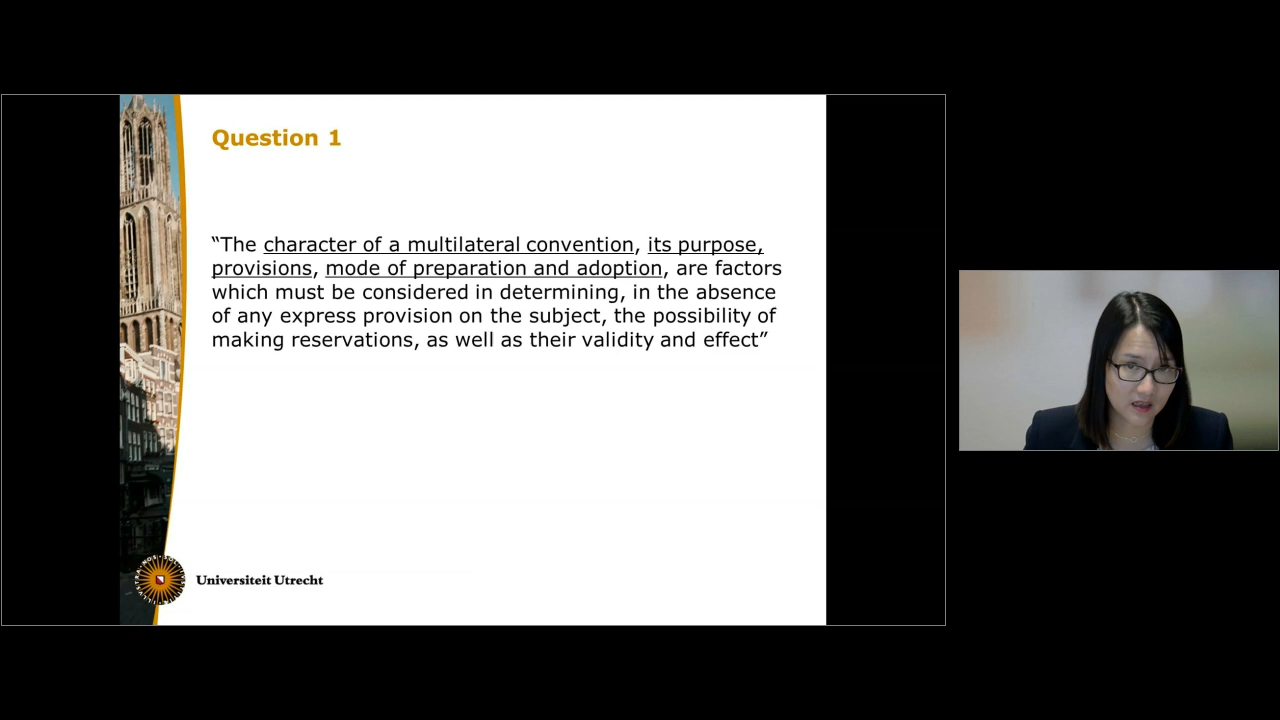 Question 1
“The character of a multilateral convention, its purpose,
provisions, mode of preparation and adoption, are factors
which must be considered in determining, in the absence
of any express provision on the subject, the possibility of
making reservations, as well as their validity and effect”
Universiteit Utrecht